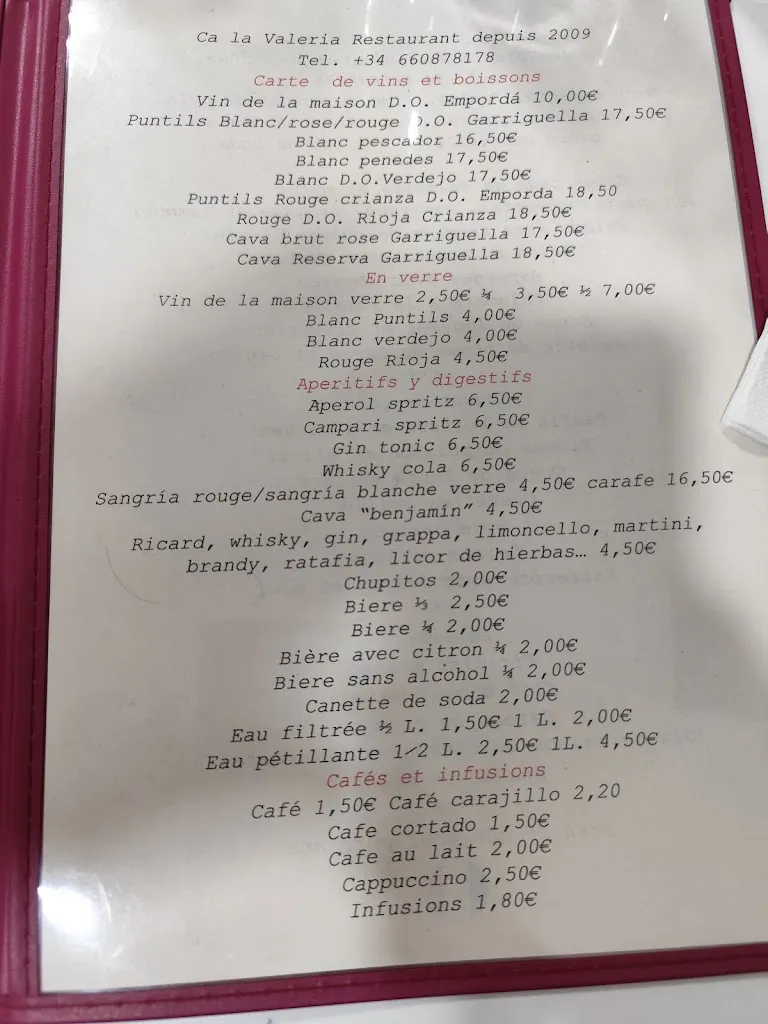 Ca la Valeria Restaurant depuis 2009
Tel. +34 660878178
Carte de vins et boissons
Vin de la maison D.O. Empordá 10,00€
Puntils Blanc/rose/rouge D.O. Garriguella 17,50€
Blanc pescador 16,50€
Blanc penedes 17,50€
Blanc D.O.Verdejo 17,50€
Puntils Rouge crianza D.O. Emporda 18,50
Rouge D.O. Rioja Crianza 18,50€
Cava brut rose Garriguella 17,50€
Cava Reserva Garriguella 18,50€
En verre
Vin de la maison verre 2,50€ ¼ 3,50€ ½ 7,00€
Blanc Puntils 4,00€
Blanc verdejo 4,00€
Rouge Rioja 4,50€
Aperitifs y digestifs
Aperol spritz 6,50€
Campari spritz 6,50€
Gin tonic 6,50€
Whisky cola 6,50€
Sangría rouge/sangría blanche verre 4,50€ carafe 16,50€
Cava “benjamín” 4,50€
Ricard, whisky, gin, grappa, limoncello, martini,
brandy, ratafia, licor de hierbas… 4,50€
Chupitos 2,00€
Biere ⅓ 2,50€
Biere ¼ 2,00€
Bière avec citron ¼ 2,00€
Biere sans alcohol ¼ 2,00€
Canette de soda 2,00€
Eau filtrée ½ L. 1,50€ 1 L. 2,00€
Eau pétillante 1/2 L. 2,50€ 1L. 4,50€
Cafés et infusions
Café 1,50€ Café carajillo 2,20
Cafe cortado 1,50€
Cafe au lait 2,00€
Cappuccino 2,50€
Infusions 1,80€